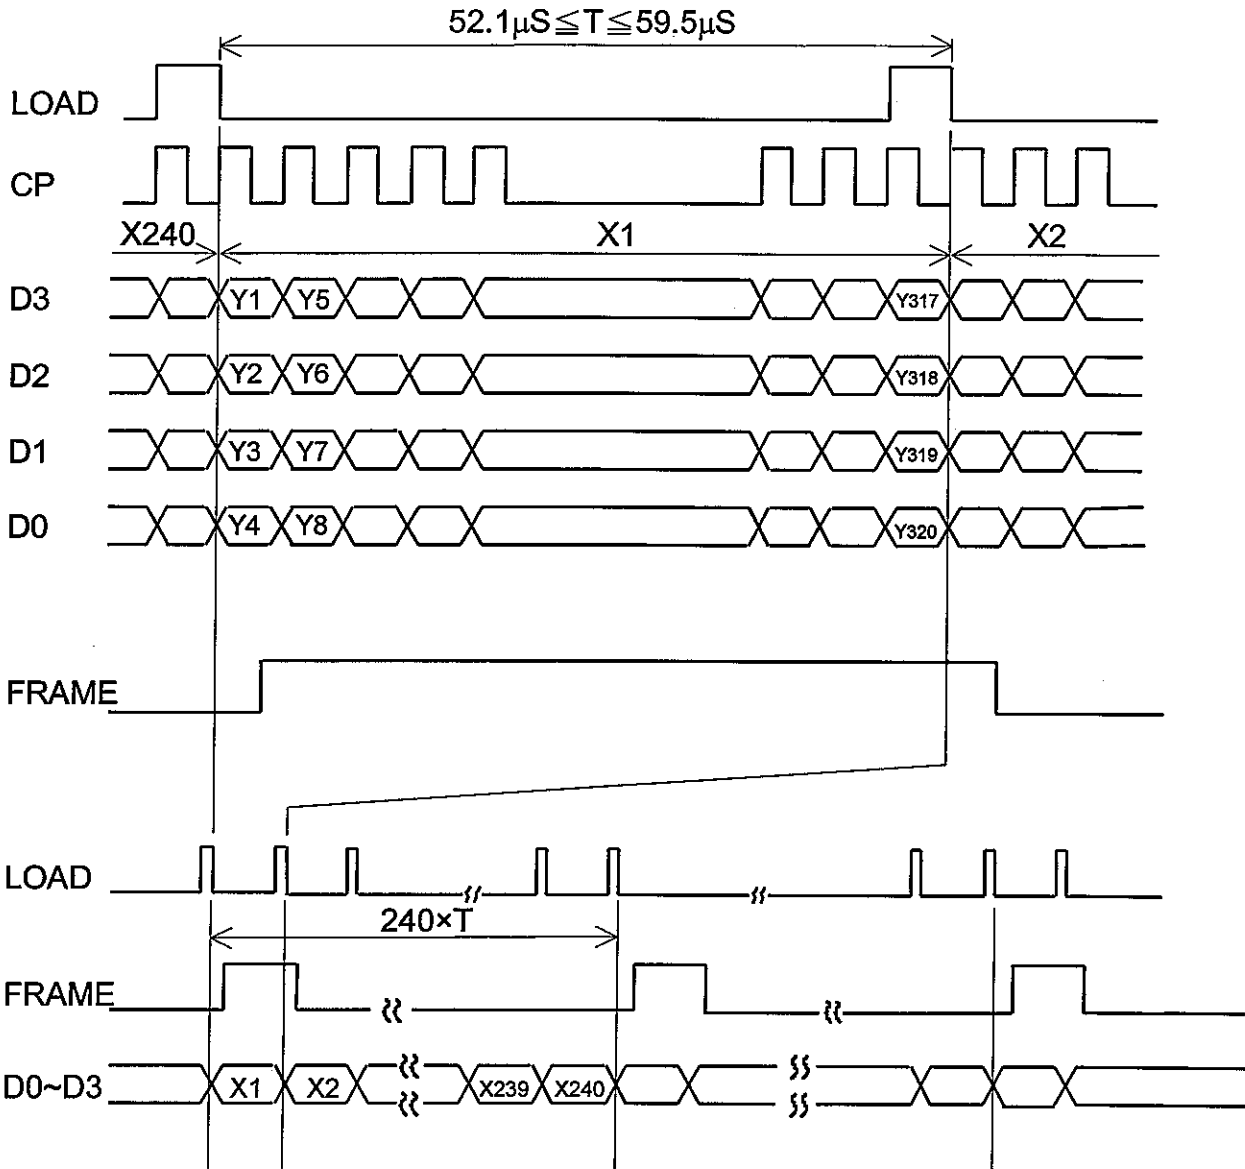 52.1μS≦T≦59.5μS
LOAD
CP
X240 X1 X2
D3 Y1 Y5 Y317
D2 Y2 Y6 Y318
D1 Y3 Y7 Y319
D0 Y4 Y8 Y320
FRAME
LOAD
240×T
FRAME
D0~D3 X1 X2 X239 X240